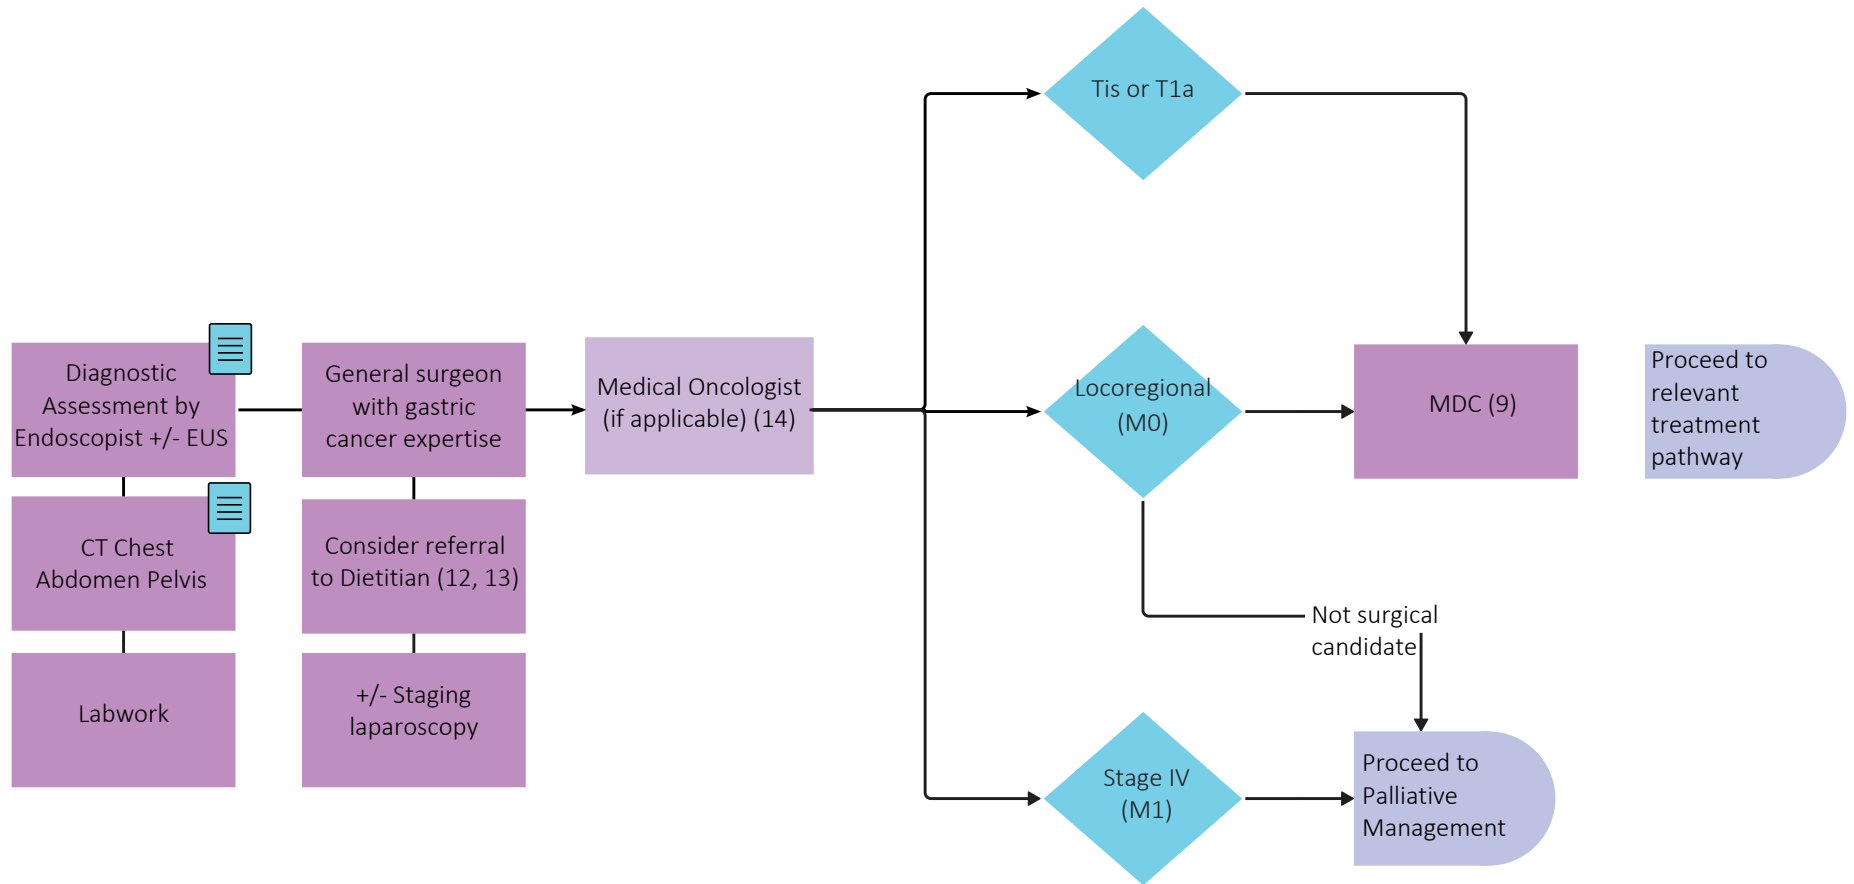 Tis or T1a
Diagnostic
Assessment by
Endoscopist +/- EUS
General surgeon
with gastric
cancer expertise
Medical Oncologist
(if applicable) (14)
Locoregional
(M0)
MDC (9)
Proceed to
relevant
treatment
pathway
CT Chest
Abdomen Pelvis
Consider referral
to Dietitian (12, 13)
Not surgical
candidate
Labwork
+/- Staging
laparoscopy
Stage IV
(M1)
Proceed to
Palliative
Management